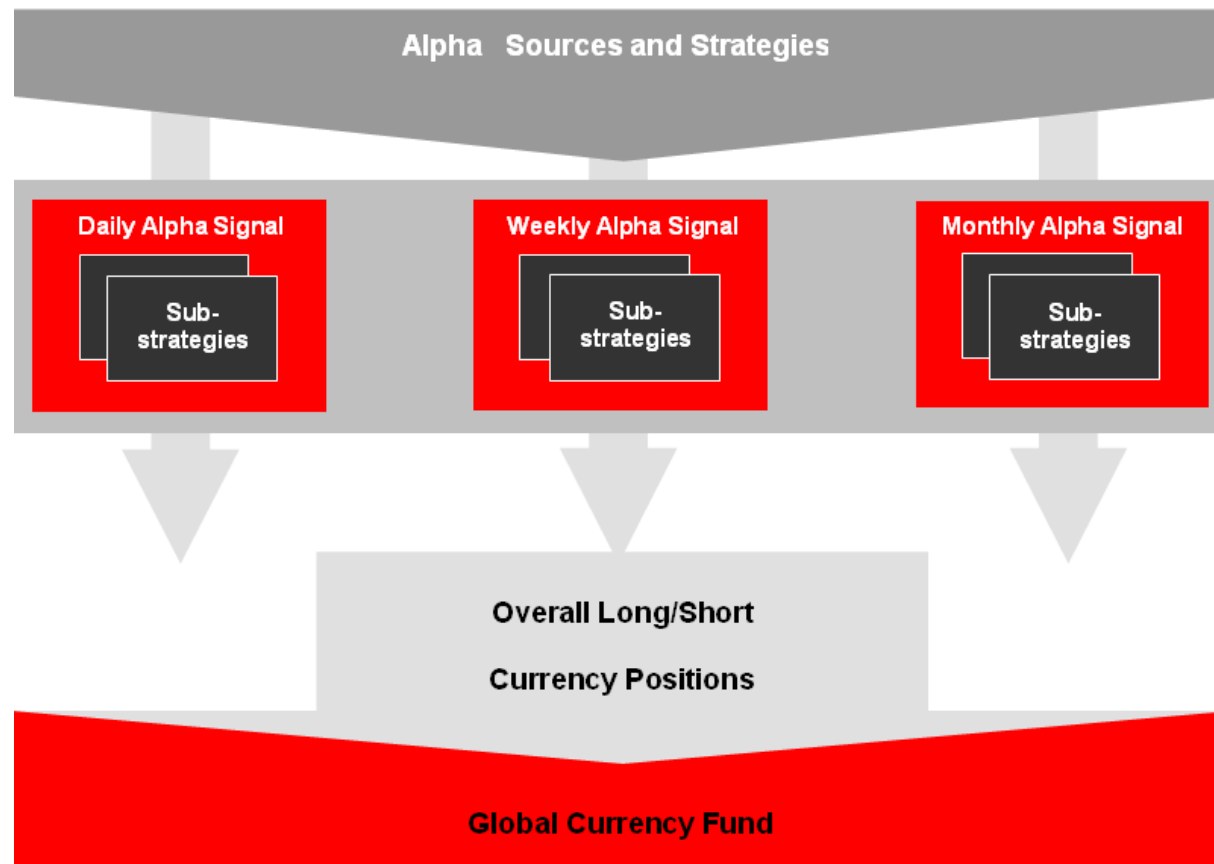 Alpha Sources and Strategies
Daily Alpha Signal
Sub-
strategies
Weekly Alpha Signal
Sub-
strategies
Monthly Alpha Signal
Sub-
strategies
Overall Long/Short
Currency Positions
Global Currency Fund